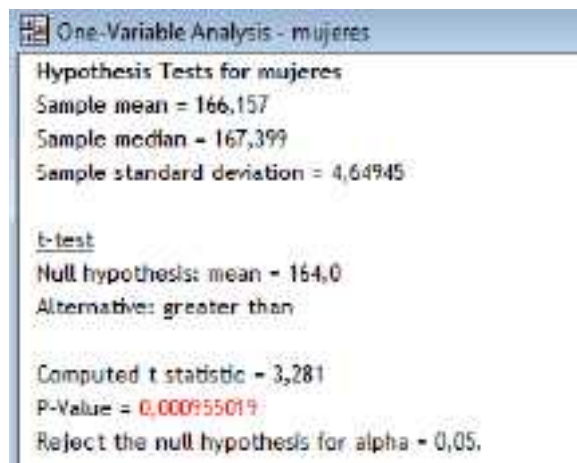 One-Variable Analysis - mujeres
Hypothesis Tests for mujeres
Sample mean = 166,157
Sample median = 167,399
Sample standard deviation = 4,64945
t-test
Null hypothesis: mean = 164,0
Alternative: greater than
Computed t statistic = 3,281
P-Value = 0,000955019
Reject the null hypothesis for alpha = 0,05.